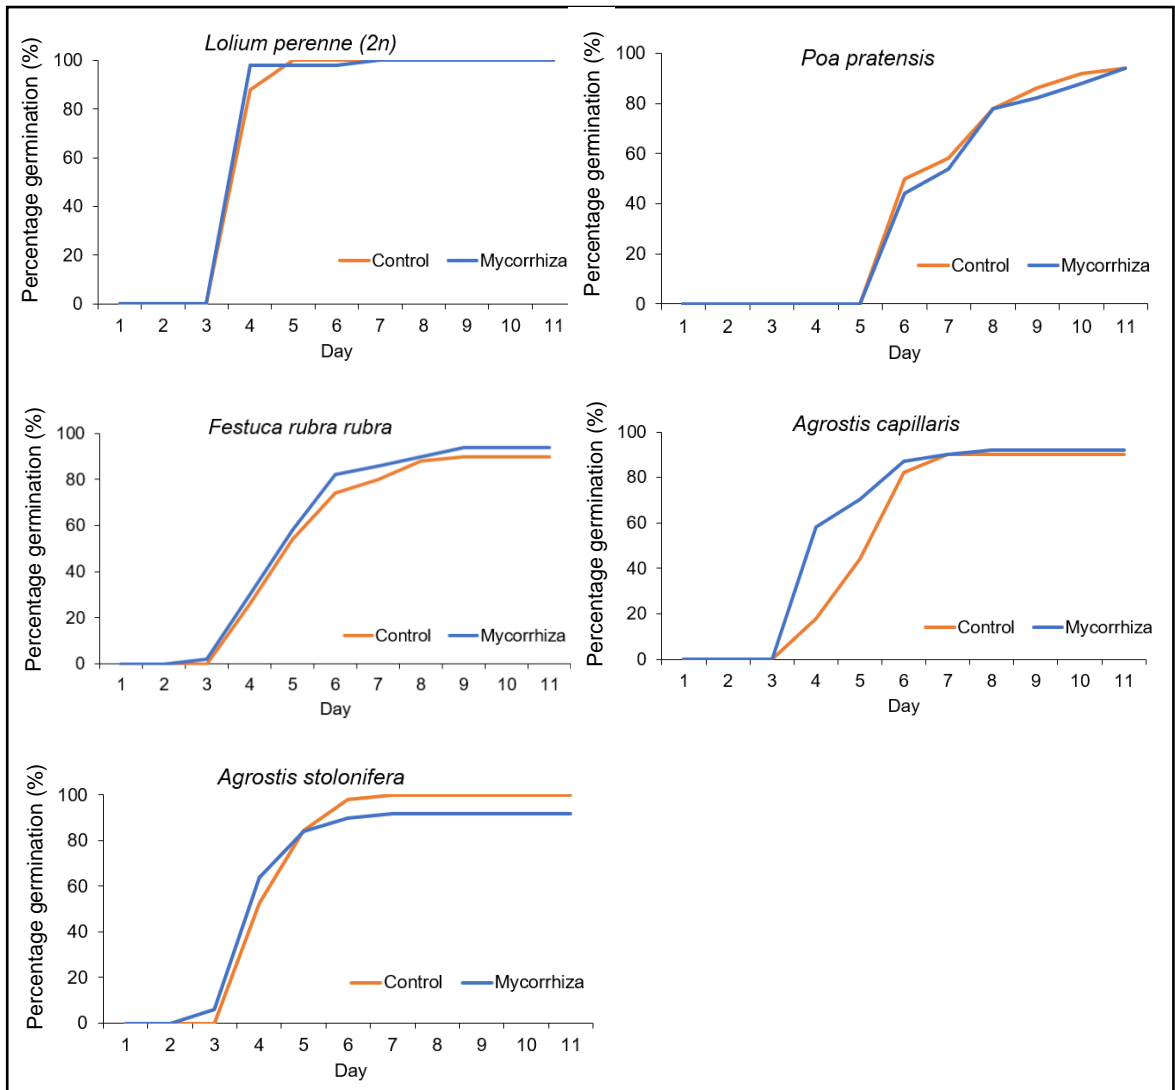 Lolium perenne (2n)
Percentage germination (%)
100
80
60
40
20
0
Control Mycorrhiza
1 2 3 4 5 6 7 8 9 10 11
Day
Poa pratensis
Percentage germination (%)
100
80
60
40
20
0
Control Mycorrhiza
1 2 3 4 5 6 7 8 9 10 11
Day
Festuca rubra rubra
Percentage germination (%)
100
80
60
40
20
0
Control Mycorrhiza
1 2 3 4 5 6 7 8 9 10 11
Day
Agrostis capillaris
Percentage germination (%)
100
80
60
40
20
0
Control Mycorrhiza
1 2 3 4 5 6 7 8 9 10 11
Day
Agrostis stolonifera
Percentage germination (%)
100
80
60
40
20
0
Control Mycorrhiza
1 2 3 4 5 6 7 8 9 10 11
Day